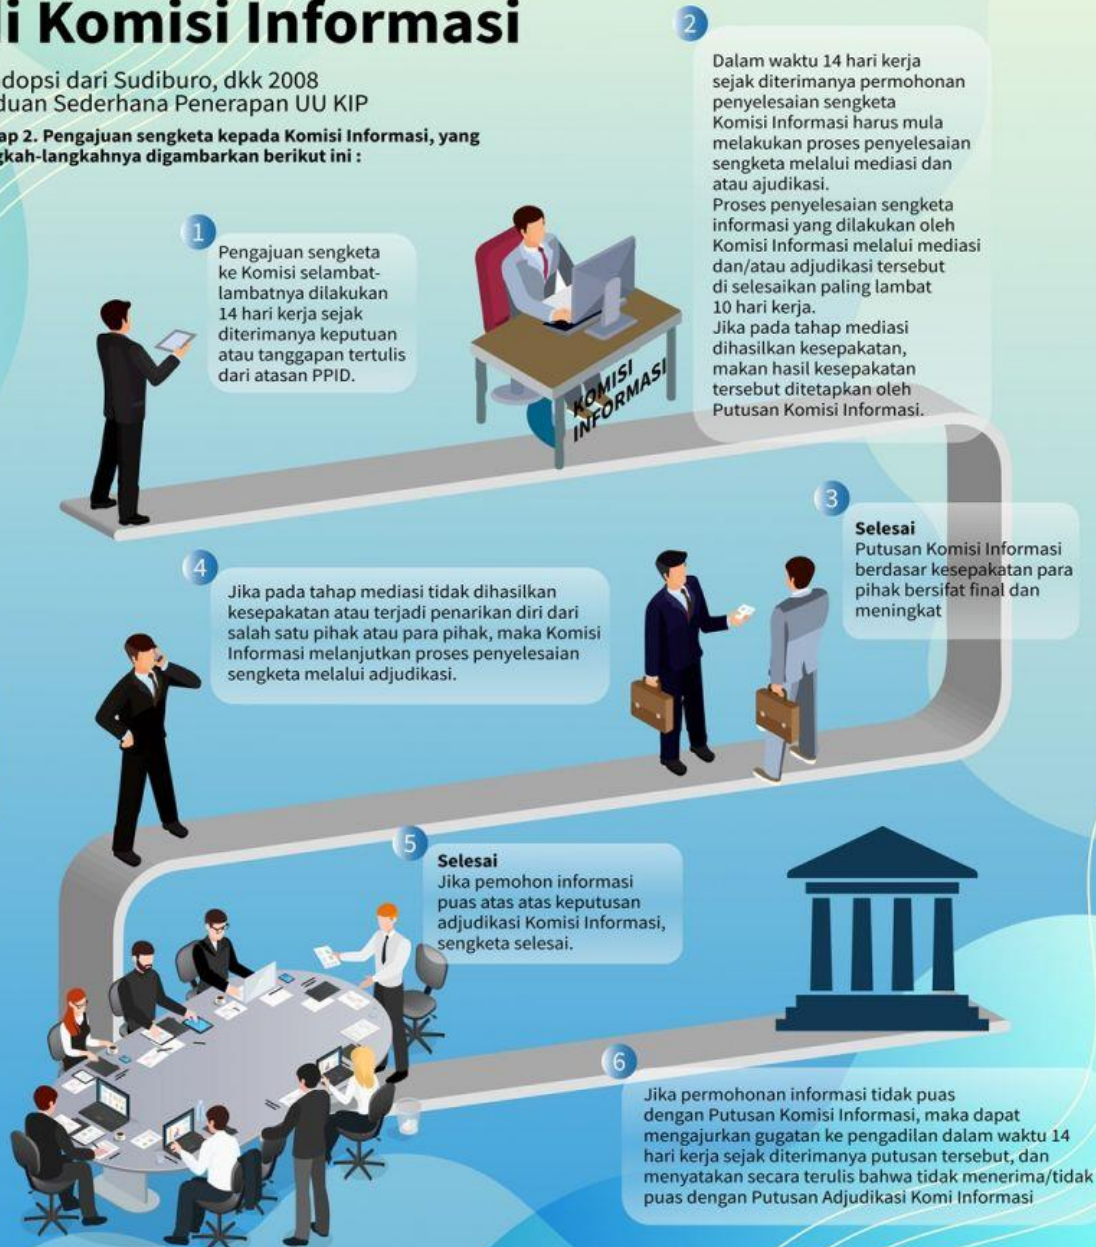 di Komisi Informasi
dopsi dari Sudiburo, dkk 2008
duan Sederhana Penerapan UU KIP
ap 2. Pengajuan sengketa kepada Komisi Informasi, yang
gkah-langkahnya digambarkan berikut ini :
1
Pengajuan sengketa
ke Komisi selambat-
lambatnya dilakukan
14 hari kerja sejak
diterimanya keputuan
atau tanggapan tertulis
dari atasan PPID.
KOMISI
INFORMASI
2
Dalam waktu 14 hari kerja
sejak diterimanya permohonan
penyelesaian sengketa
Komisi Informasi harus mula
melakukan proses penyelesaian
sengketa melalui mediasi dan
atau ajudikasi.
Proses penyelesaian sengketa
informasi yang dilakukan oleh
Komisi Informasi melalui mediasi
dan/atau adjudikasi tersebut
di selesaikan paling lambat
10 hari kerja.
Jika pada tahap mediasi
dihasilkan kesepakatan,
makan hasil kesepakatan
tersebut ditetapkan oleh
Putusan Komisi Informasi.
3
Selesai
Putusan Komisi Informasi
berdasar kesepakatan para
pihak bersifat final dan
meningkat
4
Jika pada tahap mediasi tidak dihasilkan
kesepakatan atau terjadi penarikan diri dari
salah satu pihak atau para pihak, maka Komisi
Informasi melanjutkan proses penyelesaian
sengketa melalui adjudikasi.
5
Selesai
Jika pemohon informasi
puas atas atas keputusan
adjudikasi Komisi Informasi,
sengketa selesai.
6
Jika permohonan informasi tidak puas
dengan Putusan Komisi Informasi, maka dapat
mengajurkan gugatan ke pengadilan dalam waktu 14
hari kerja sejak diterimanya putusan tersebut, dan
menyatakan secara terulis bahwa tidak menerima/tidak
puas dengan Putusan Adjudikasi Komi Informasi